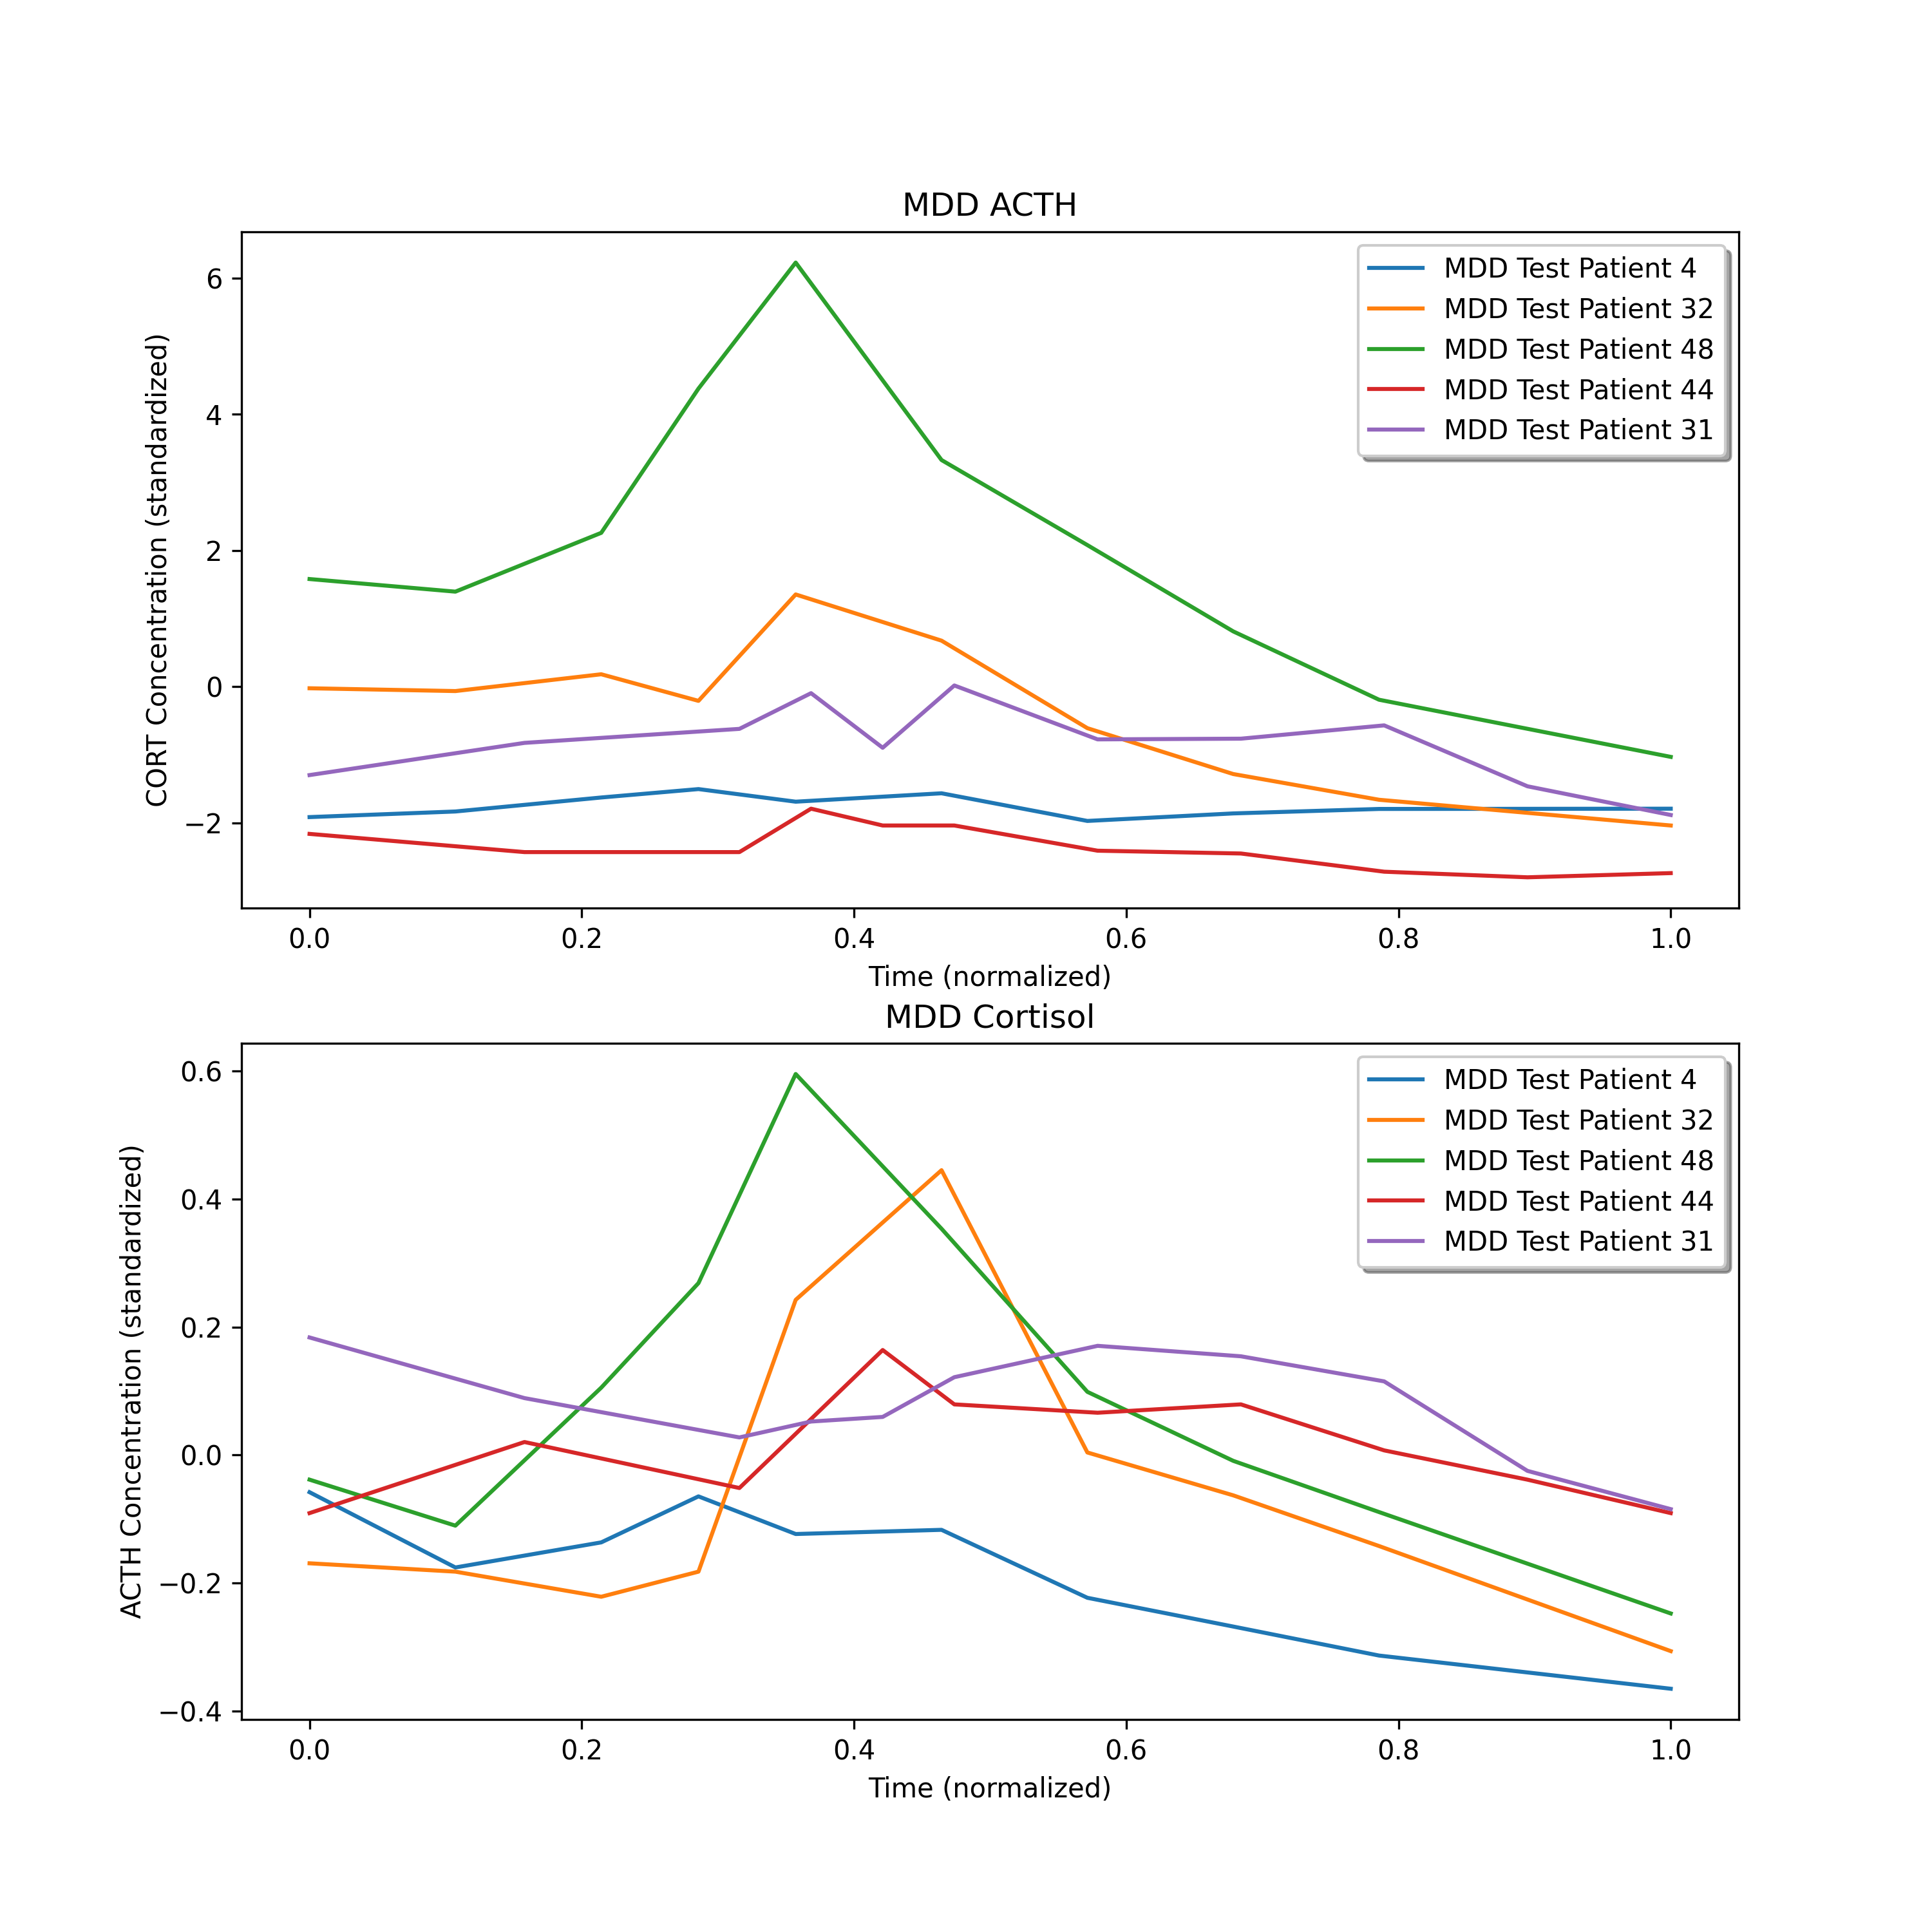 MDD ACTH
CORT Concentration (standardized)
6
4
2
0
−2
MDD Test Patient 4
MDD Test Patient 32
MDD Test Patient 48
MDD Test Patient 44
MDD Test Patient 31
0.0 0.2 0.4 0.6 0.8 1.0
Time (normalized)
MDD Cortisol
ACTH Concentration (standardized)
0.6
0.4
0.2
0.0
−0.2
−0.4
MDD Test Patient 4
MDD Test Patient 32
MDD Test Patient 48
MDD Test Patient 44
MDD Test Patient 31
0.0 0.2 0.4 0.6 0.8 1.0
Time (normalized)